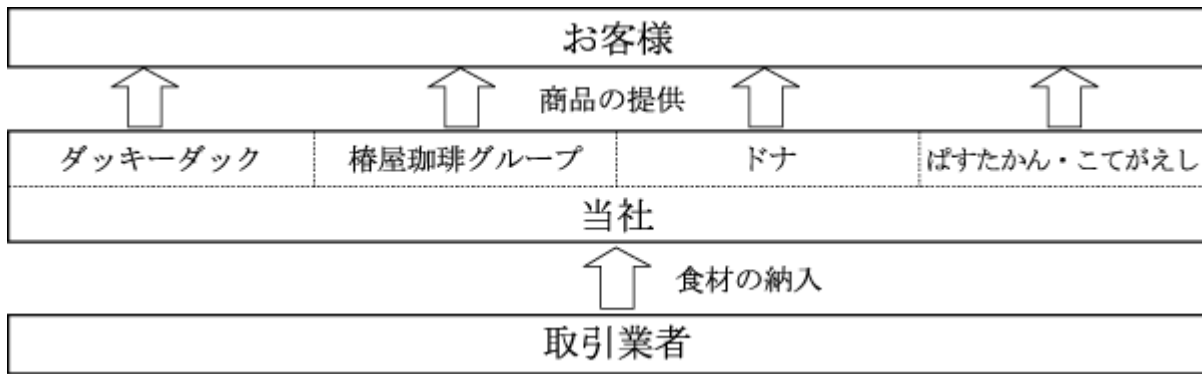 お客様
商品の提供
ダッキーダック
椿屋珈琲グループ
ドナ
ぱすたかん・こてがえし
当社
食材の納入
取引業者